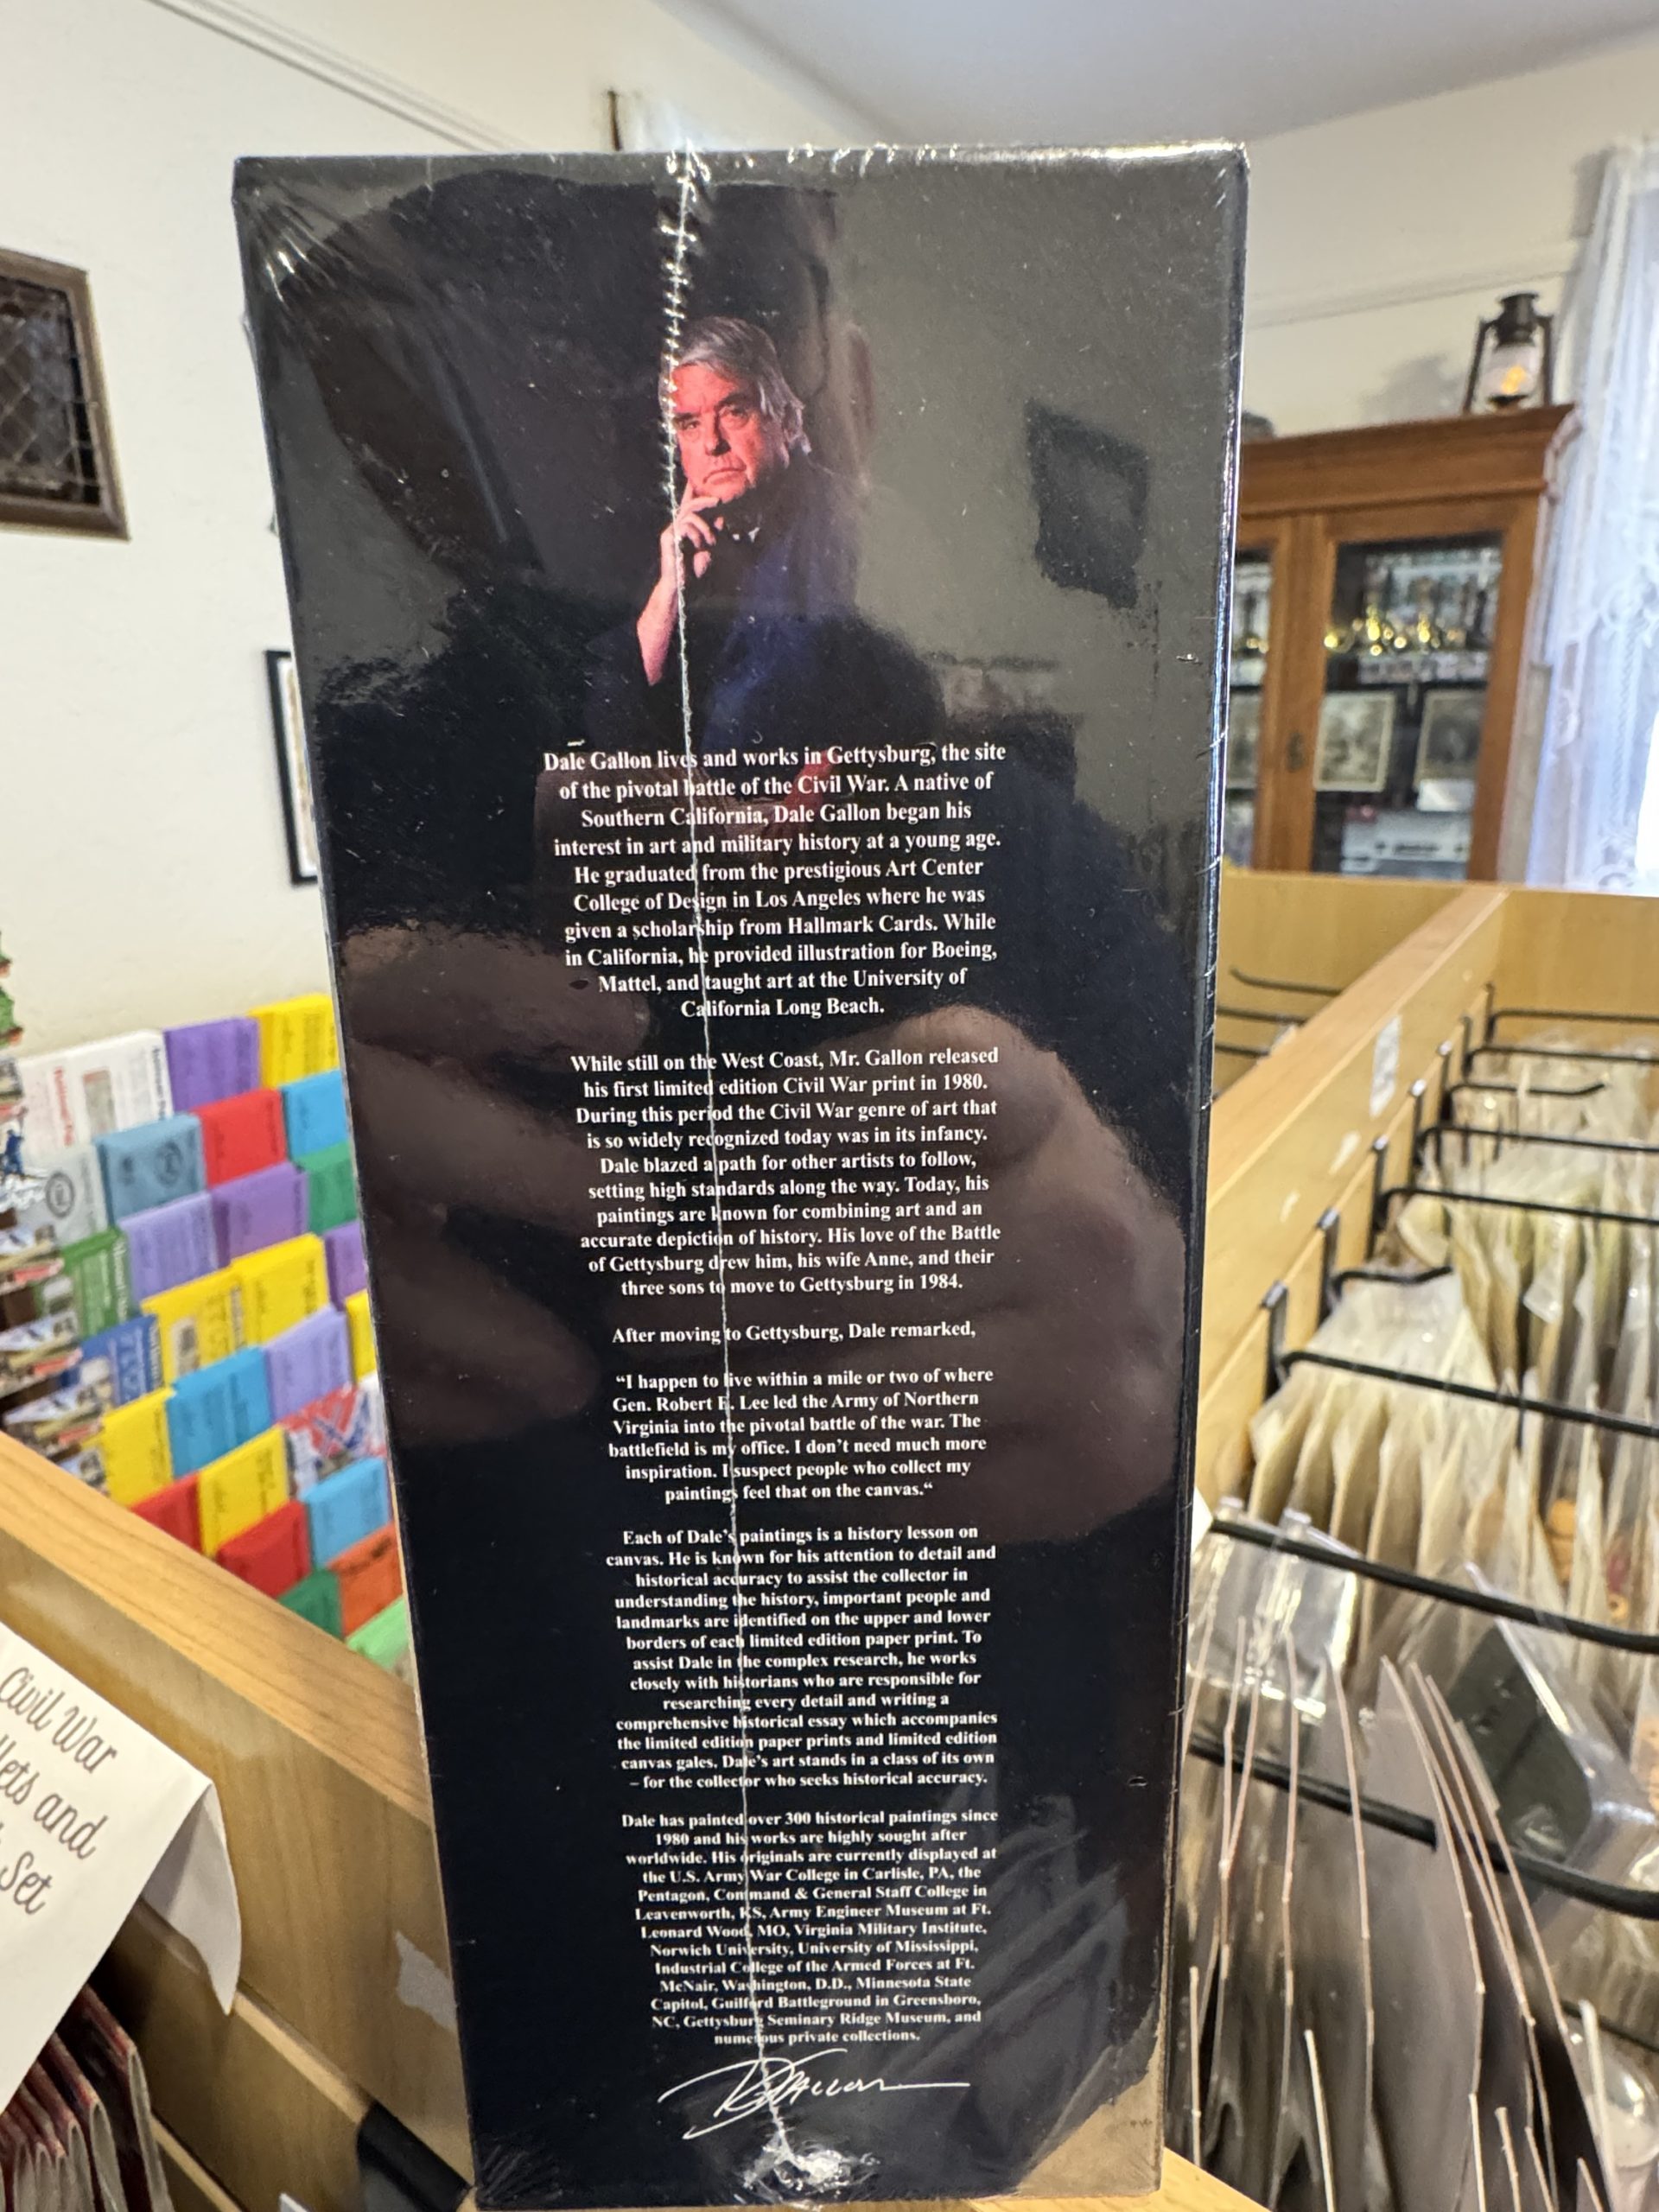 Dale Gallon lives and works in Gettysburg, the site
of the pivotal battle of the Civil War. A native of
Southern California, Dale Gallon began his
interest in art and military history at a young age.
He graduated from the prestigious Art Center
College of Design in Los Angeles where he was
given a scholarship from Hallmark Cards. While
in California, he provided illustration for Boeing,
Mattel, and taught art at the University of
California Long Beach.
While still on the West Coast, Mr. Gallon released
his first limited edition Civil War print in 1980.
During this period the Civil War genre of art that
is so widely recognized today was in its infancy.
Dale blazed a path for other artists to follow,
setting high standards along the way. Today, his
paintings are known for combining art and an
accurate depiction of history. His love of the Battle
of Gettysburg drew him, his wife Anne, and their
three sons to move to Gettysburg in 1984.
After moving to Gettysburg, Dale remarked,
“I happen to live within a mile or two of where
Gen. Robert E. Lee led the Army of Northern
Virginia into the pivotal battle of the war. The
battlefield is my office. I don’t need much more
inspiration. I suspect people who collect my
paintings feel that on the canvas.“
Each of Dale’s paintings is a history lesson on
canvas. He is known for his attention to detail and
historical accuracy to assist the collector in
understanding the history, important people and
landmarks are identified on the upper and lower
borders of each limited edition paper print. To
assist Dale in the complex research, he works
closely with historians who are responsible for
researching every detail and writing a
comprehensive historical essay which accompanies
the limited edition paper prints and limited edition
canvas gales. Dale’s art stands in a class of its own
– for the collector who seeks historical accuracy.
Dale has painted over 300 historical paintings since
1980 and his works are highly sought after
worldwide. His originals are currently displayed at
the U.S. Army War College in Carlisle, PA, the
Pentagon, Command & General Staff College in
Leavenworth, KS, Army Engineer Museum at Ft.
Leonard Wood, MO, Virginia Military Institute,
Norwich University, University of Mississippi,
Industrial College of the Armed Forces at Ft.
McNair, Washington, D.D., Minnesota State
Capitol, Guilford Battleground in Greensboro,
NC, Gettysburg Seminary Ridge Museum, and
numerous private collections.
DGallon
Civil War
lets and
Set